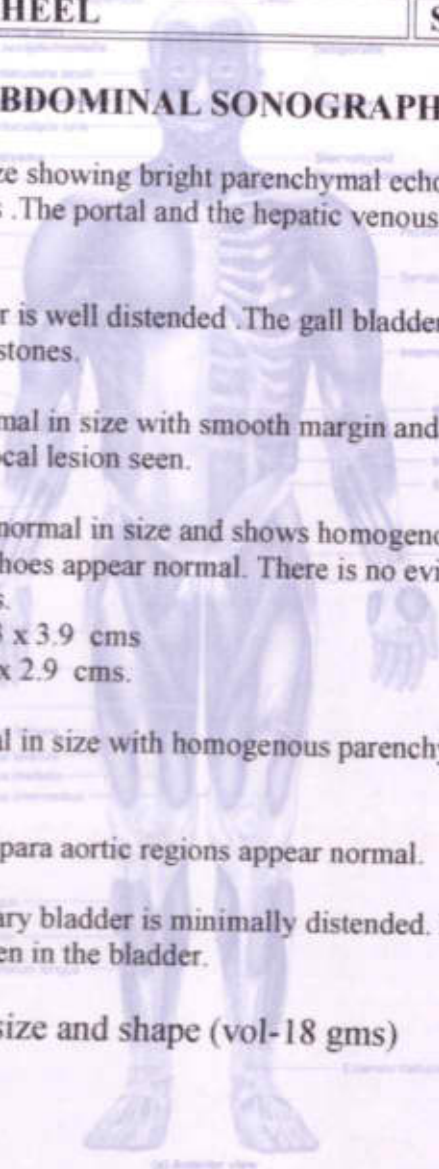 HEEL
BDOMINAL SONOGRAPH
ze showing bright parenchymal echo
s .The portal and the hepatic venous
r is well distended .The gall bladder
stones.
mal in size with smooth margin and
ocal lesion seen.
normal in size and shows homogeno
hoes appear normal. There is no evi
s.
x 3.9 cms
x 2.9 cms.
al in size with homogenous parenchy
para aortic regions appear normal.
ary bladder is minimally distended.
en in the bladder.
size and shape (vol-18 gms)